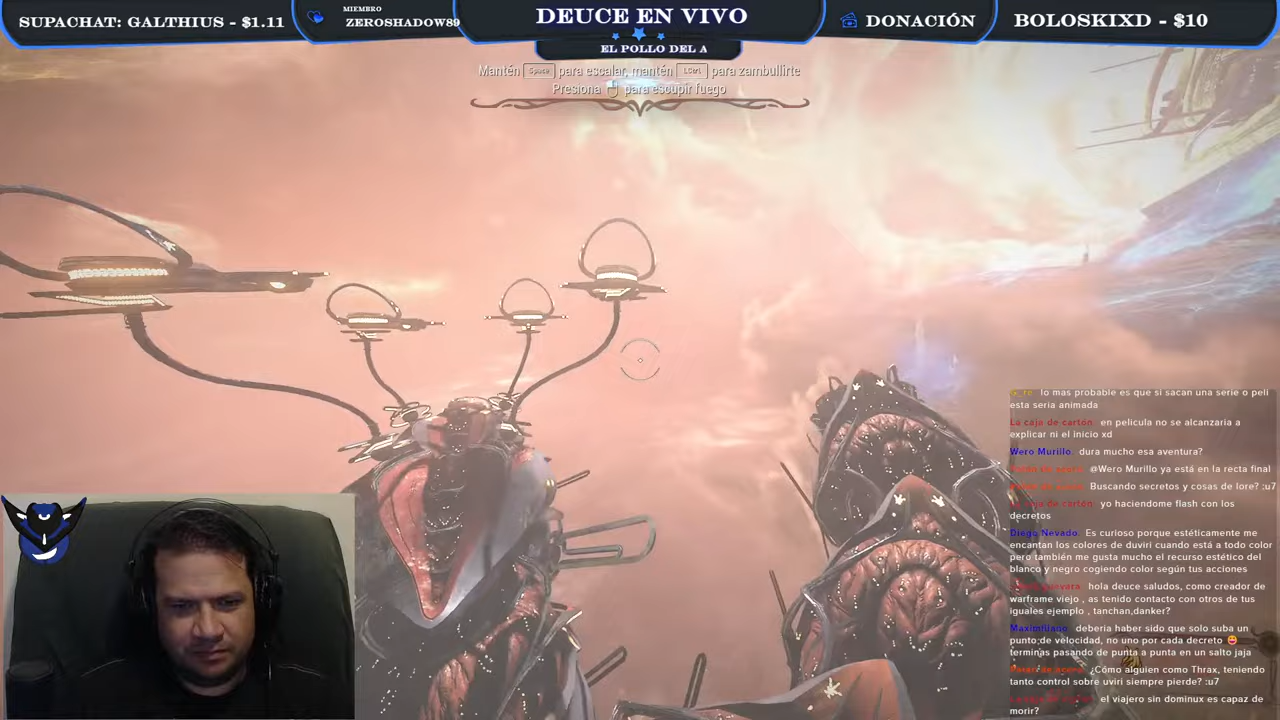 SUPACHAT: GALTHIUS - $1.11
MIEMBRO
ZEROSHADOW89
DEUCE EN VIVO
EL POLLO DEL A
DONACIÓN
BOLOSKIXD - $10
Mantén Space para escalar, mantén LCtrl para zambullirte
Presiona para escupir fuego
lo mas probable es que si sacan una serie o peli
esta seria animada
La caja de cartón en pelicula no se alcanzaria a
explicar ni el inicio xd
Wero Murillo. dura mucho esa aventura?
@Wero Murillo ya está en la recta final
Buscando secretos y cosas de lore? :u7
La caja de cartón yo haciendome flash con los
decretos
Diego Nevado. Es curioso porque estéticamente me
encantan los colores de duviri cuando está a todo color
pero también me gusta mucho el recurso estético del
blanco y negro cogiendo color según tus acciones
hola deuce saludos, como creador de
warframe viejo , as tenido contacto con otros de tus
iguales ejemplo , tanchan,danker?
Maximiliano deberia haber sido que solo suba un
punto de velocidad, no uno por cada decreto
terminas pasando de punta a punta en un salto jaja
¿Cómo alguien como Thrax, teniendo
tanto control sobre uviri siempre pierde? :u7
el viajero sin dominux es capaz de
morir?